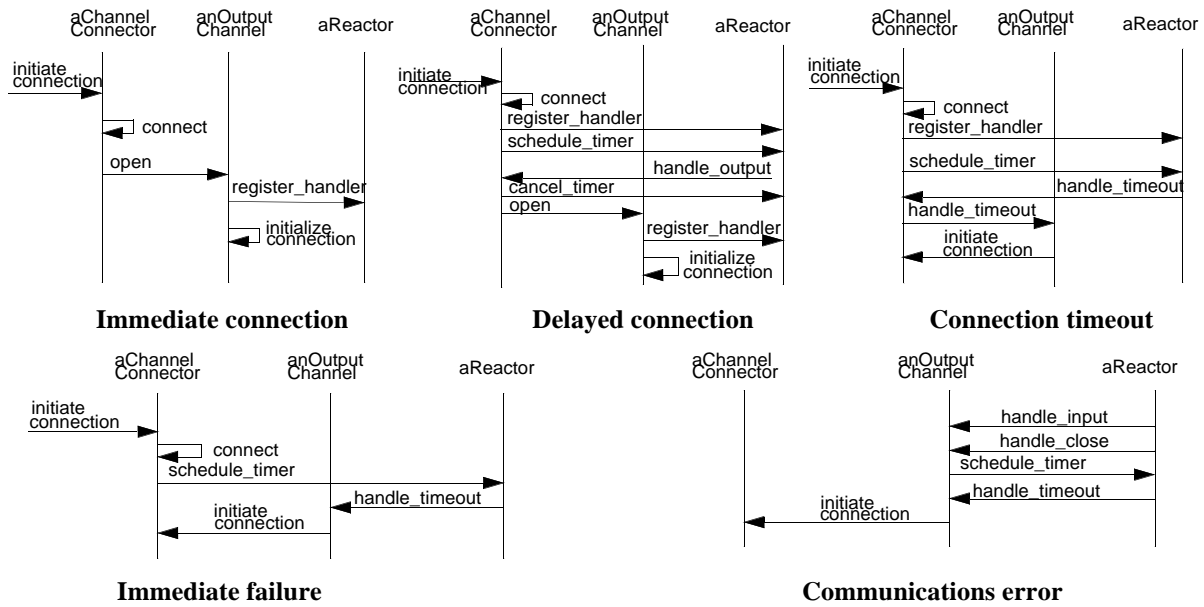 aChannel
Connector
anOutput
Channel
aReactor
initiate
connection
connect
open
register_handler
initialize
connection
Immediate connection
aChannel
Connector
anOutput
Channel
aReactor
initiate
connection
connect
register_handler
schedule_timer
handle_output
cancel_timer
open
register_handler
initialize
connection
Delayed connection
aChannel
Connector
anOutput
Channel
aReactor
initiate
connection
connect
register_handler
schedule_timer
handle_timeout
handle_timeout
initiate
connection
Connection timeout
aChannel
Connector
anOutput
Channel
aReactor
initiate
connection
connect
schedule_timer
handle_timeout
initiate
connection
Immediate failure
aChannel
Connector
anOutput
Channel
aReactor
handle_input
handle_close
schedule_timer
handle_timeout
initiate
connection
Communications error